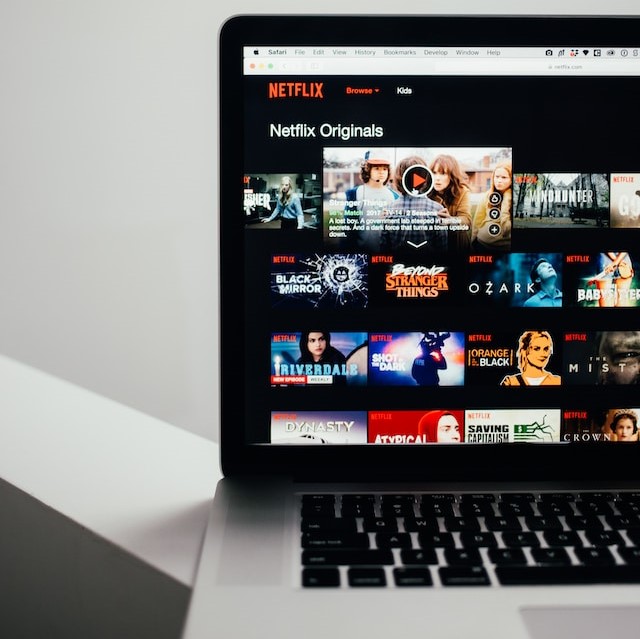 Safari File Edit View History Bookmarks Develop Window Help
netflix.com
NETFLIX Browse Kids
Netflix Originals
Stranger Things
98% Match 2017 TV-14 2 Seasons
A lost boy. A government lab steeped in terrible
secrets. And a dark force that turns a town upside
down.
MINDHUNTER
NETFLIX
BLACK MIRROR
NETFLIX
BEYOND
STRANGER
THINGS
NETFLIX
OZARK
NETFLIX
NETFLIX
RIVERDALE
NEW EPISODE WEEKLY
NETFLIX
SHOT
IN THE
DARK
NETFLIX
ORANGE
IS THE NEW
BLACK
NETFLIX
THE
MIST
NETFLIX
DYNASTY
NETFLIX
ATYPICAL
NETFLIX
SAVING
CAPITALISM
NETFLIX
THE
CROWN